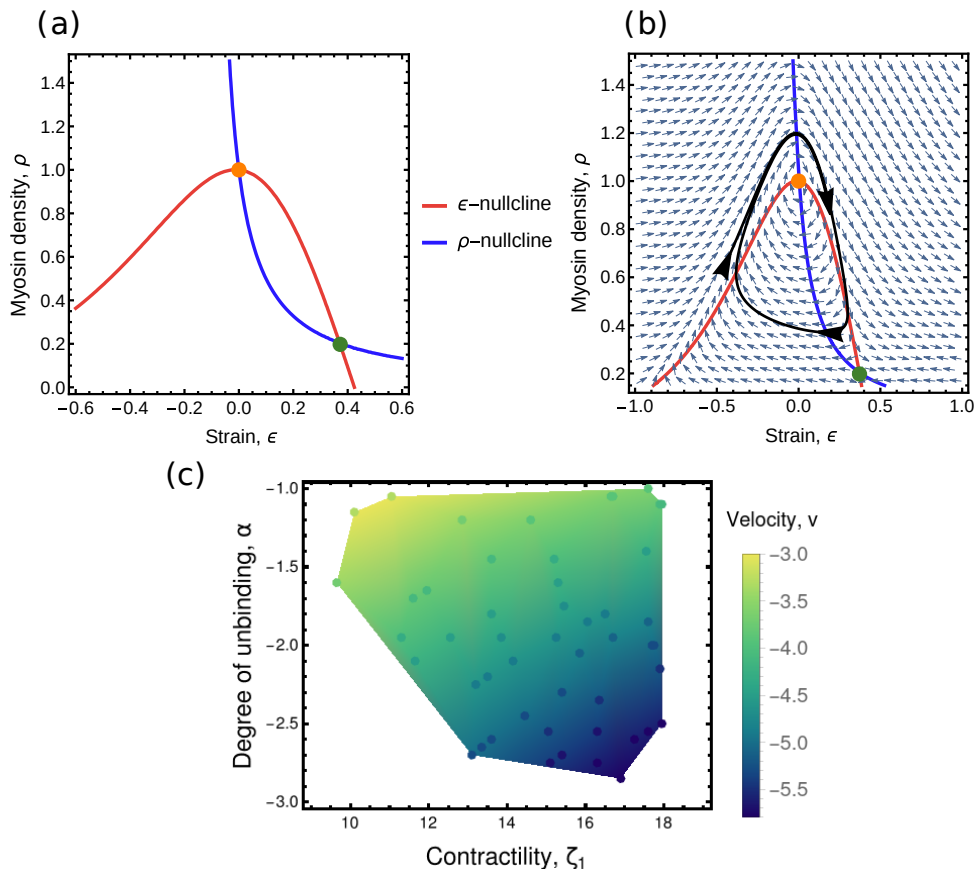 (a)
1.4
1.2
1.0
0.8
0.6
0.4
0.2
0.0
−0.6 −0.4 −0.2 0.0 0.2 0.4 0.6
Myosin density, ρ
Strain, ϵ
ϵ−nullcline
ρ−nullcline
(b)
1.4
1.2
1.0
0.8
0.6
0.4
0.2
−1.0 −0.5 0.0 0.5 1.0
Myosin density, ρ
Strain, ϵ
(c)
−1.0
−1.5
−2.0
−2.5
−3.0
10 12 14 16 18
Degree of unbinding, α
Contractility, ζ₁
Velocity, v
−3.0
−3.5
−4.0
−4.5
−5.0
−5.5